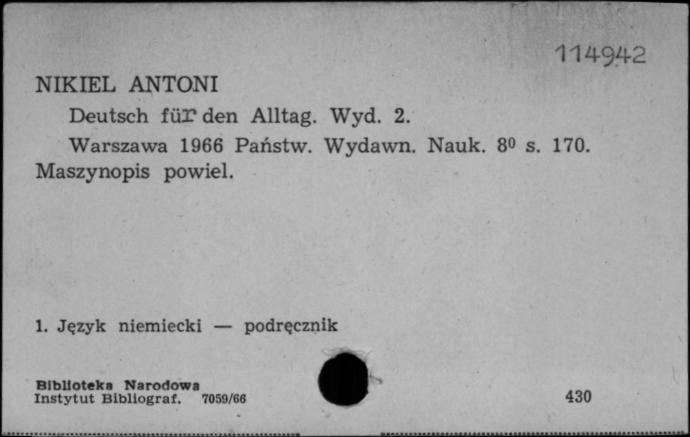 114942
NIKIEL ANTONI
Deutsch für den Alltag. Wyd. 2.
Warszawa 1966 Państw. Wydawn. Nauk. 8⁰ s. 170.
Maszynopis powiel.
1. Język niemiecki — podręcznik
Biblioteka Narodowa
Instytut Bibliograf. 7059/66
430